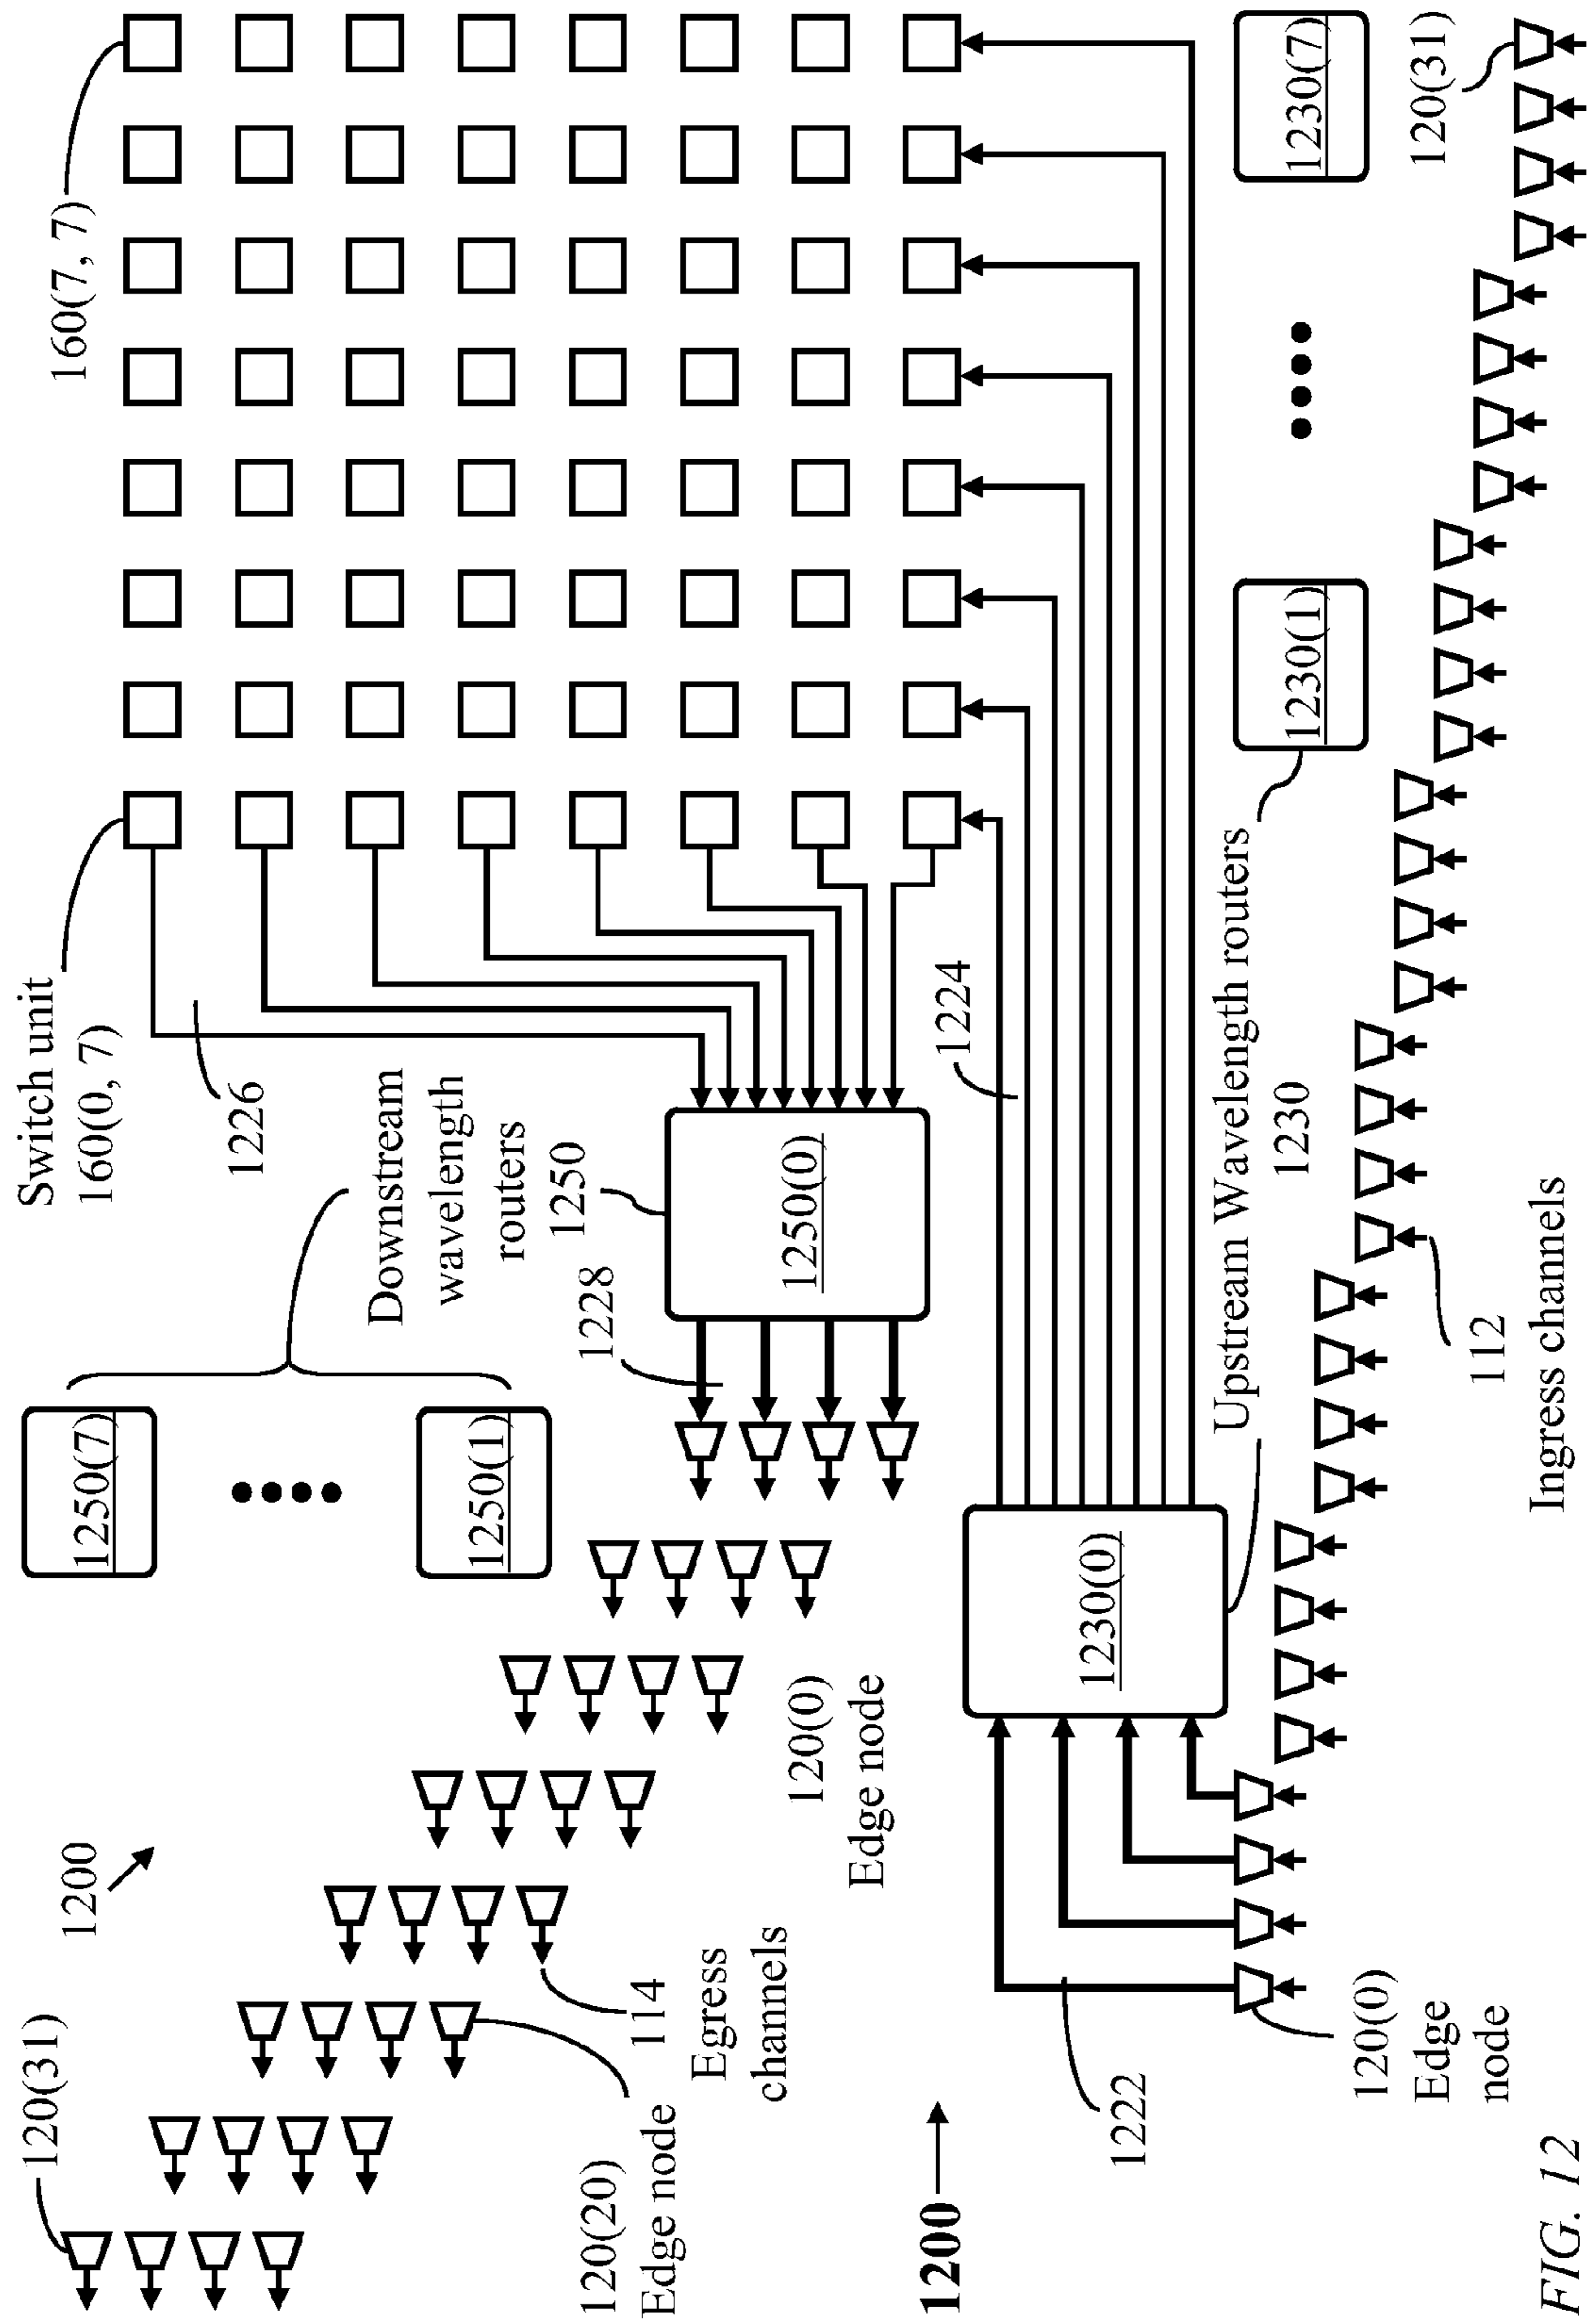 120(31)
1200
1250(7)
1250(1)
Downstream
wavelength
routers
1250
Switch unit
160(0, 7)
160(7, 7)
1226
120(20)
Edge node
114
Egress
channels
120(0)
Edge node
1228
1250(0)
1224
1200
1222
1230(0)
Upstream Wavelength routers
1230
1230(1)
1230(7)
120(0)
Edge
node
112
Ingress channels
120(31)
FIG. 12